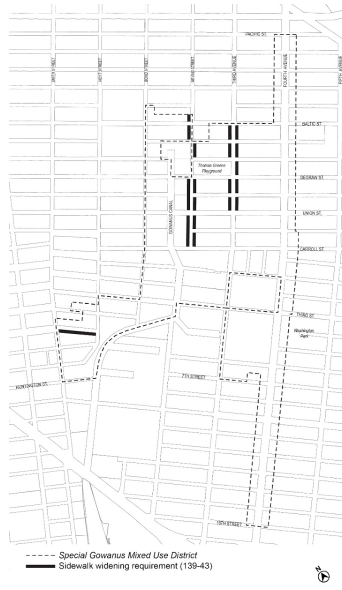 PACIFIC ST.
SMITH STREET
HOYT STREET
BOND STREET
NEVINS STREET
THIRD AVENUE
FOURTH AVENUE
FIFTH AVENUE
BALTIC ST.
Thomas Greene
Playground
DEGRAW ST.
UNION ST.
GOWANUS CANAL
CARROLL ST.
THIRD ST.
Washington
Park
7TH STREET
HUNTINGTON ST.
15TH STREET
Special Gowanus Mixed Use District
Sidewalk widening requirement (139-43)
N